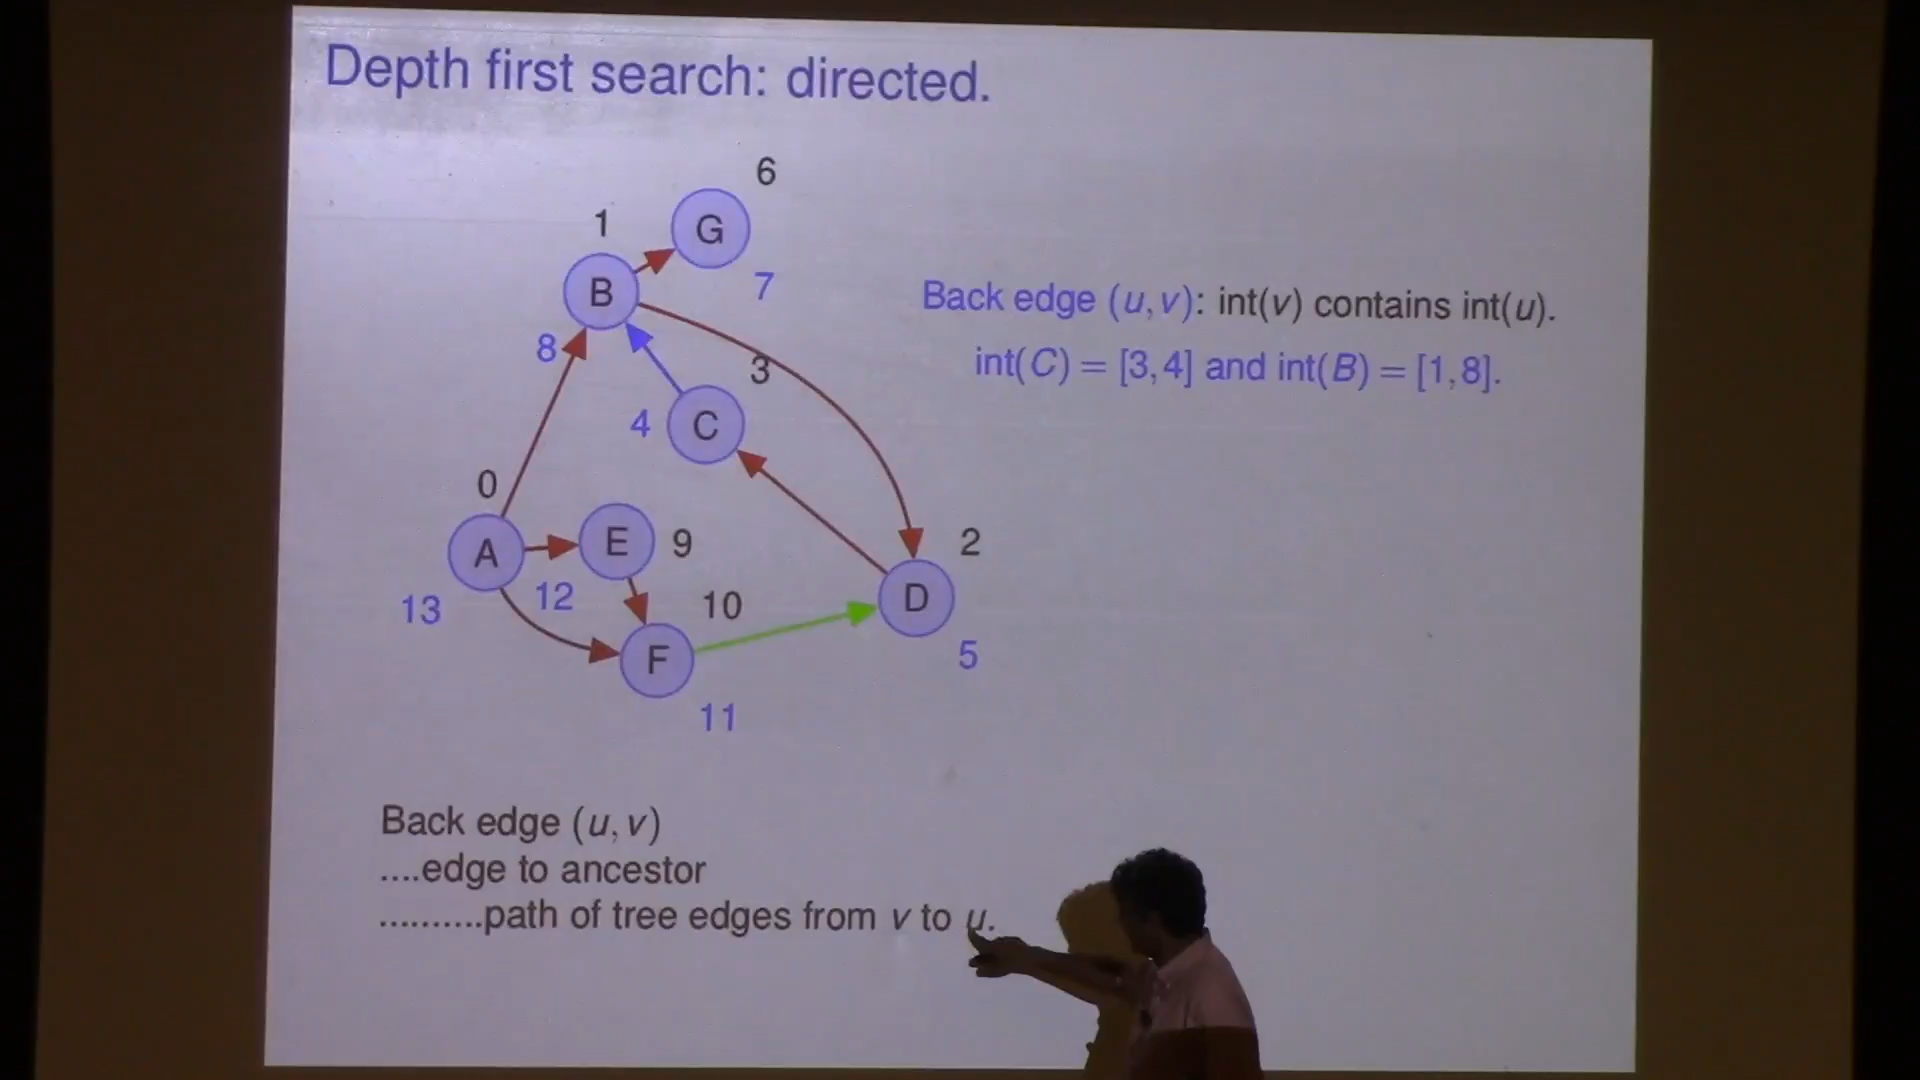 Depth first search: directed.
6
1
G
B
7
8
3
4
C
0
A
E
9
2
13
12
10
D
F
5
11
Back edge (u, v): int(v) contains int(u).
int(C) = [3, 4] and int(B) = [1, 8].
Back edge (u, v)
....edge to ancestor
..........path of tree edges from v to u.